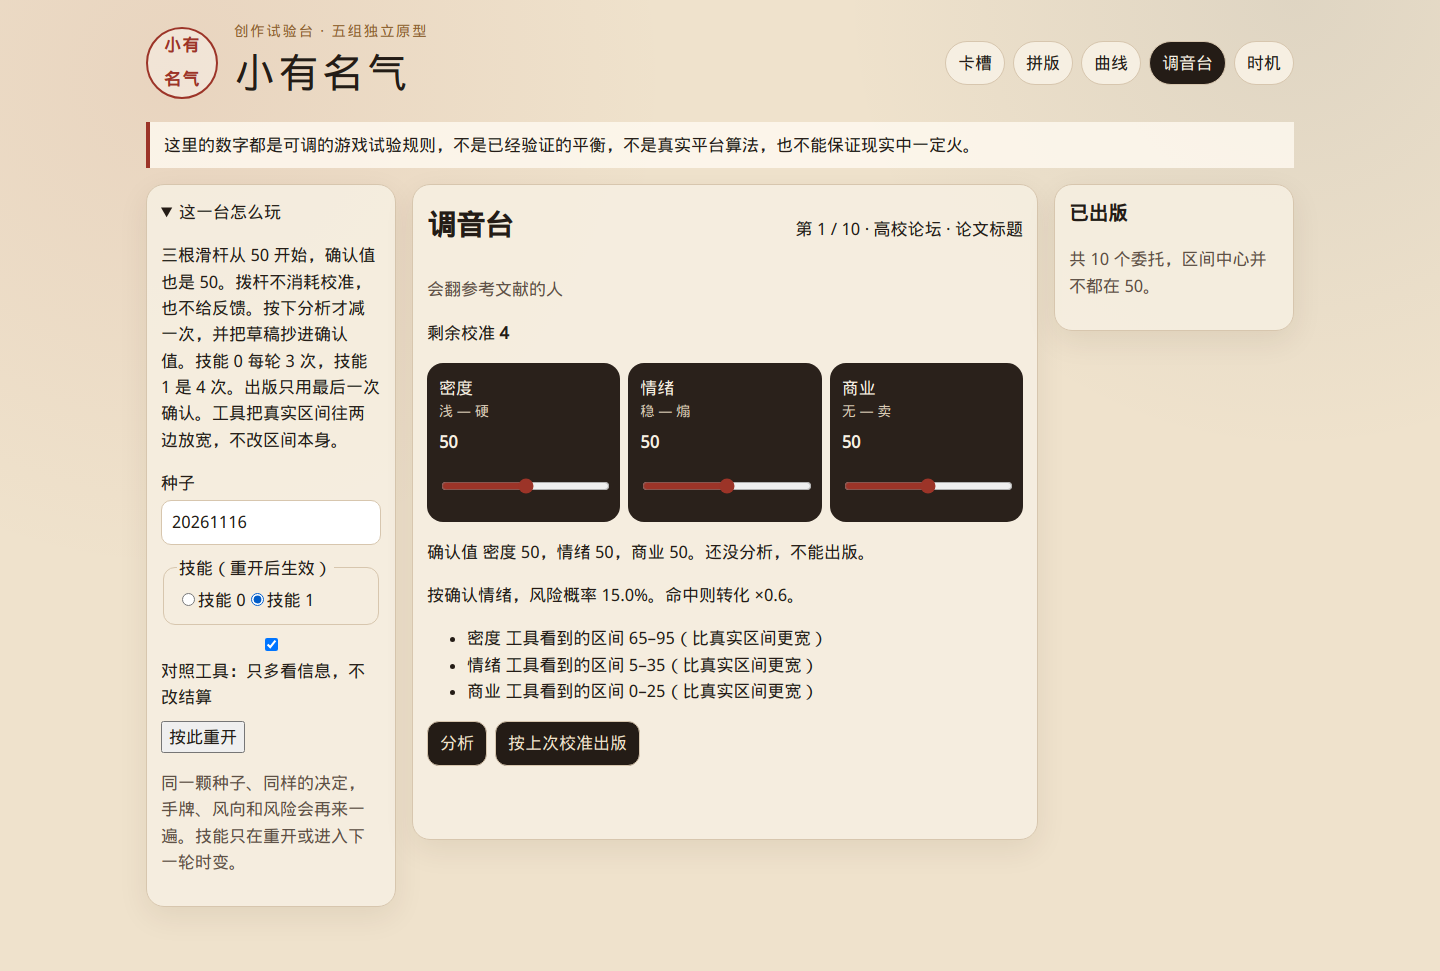 小有
名气
创作试验台 · 五组独立原型
小有名气
卡槽
拼版
曲线
调音台
时机
这里的数字都是可调的游戏试验规则，不是已经验证的平衡，不是真实平台算法，也不能保证现实中一定火。
▼ 这一台怎么玩
三根滑杆从 50 开始，确认值
也是 50。拨杆不消耗校准，
也不给反馈。按下分析才减
一次，并把草稿抄进确认
值。技能 0 每轮 3 次，技能
1 是 4 次。出版只用最后一次
确认。工具把真实区间往两
边放宽，不改区间本身。
种子
20261116
技能（重开后生效）
技能 0 技能 1
对照工具：只多看信息，不
改结算
按此重开
同一颗种子、同样的决定，
手牌、风向和风险会再来一
遍。技能只在重开或进入下
一轮时变。
调音台
第 1 / 10 · 高校论坛 · 论文标题
会翻参考文献的人
剩余校准 4
密度
浅 — 硬
50
情绪
稳 — 煽
50
商业
无 — 卖
50
确认值 密度 50，情绪 50，商业 50。还没分析，不能出版。
按确认情绪，风险概率 15.0%。命中则转化 ×0.6。
• 密度 工具看到的区间 65–95（比真实区间更宽）
• 情绪 工具看到的区间 5–35（比真实区间更宽）
• 商业 工具看到的区间 0–25（比真实区间更宽）
分析
按上次校准出版
已出版
共 10 个委托，区间中心并
不都在 50。